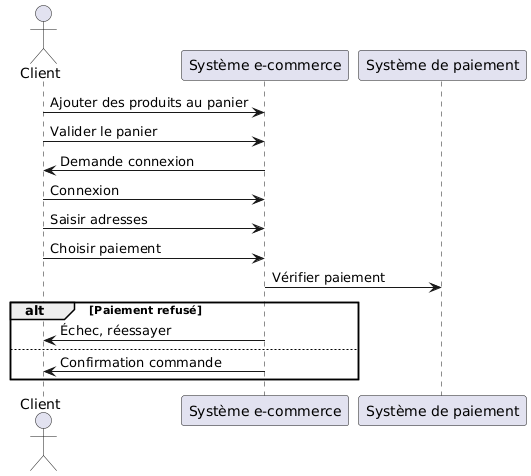 Client
Système e-commerce
Système de paiement
Ajouter des produits au panier
Valider le panier
Demande connexion
Connexion
Saisir adresses
Choisir paiement
Vérifier paiement
alt [Paiement refusé]
Échec, réessayer
Confirmation commande
Client
Système e-commerce
Système de paiement